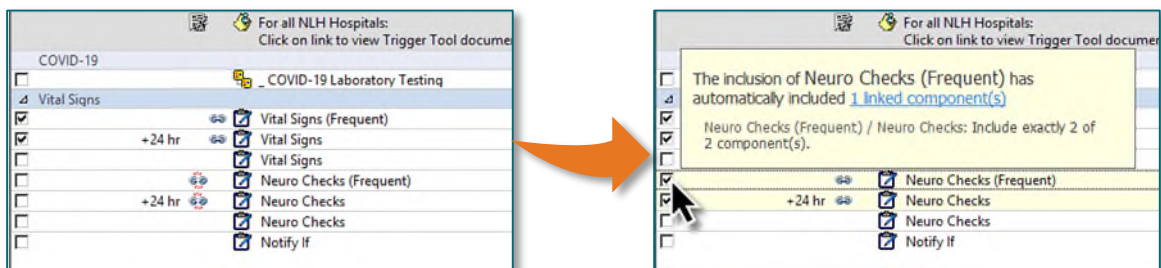 For all NLH Hospitals:
Click on link to view Trigger Tool docume
COVID-19
_ COVID-19 Laboratory Testing
Vital Signs
Vital Signs (Frequent)
+24 hr Vital Signs
Vital Signs
Neuro Checks (Frequent)
+24 hr Neuro Checks
Neuro Checks
Notify If
For all NLH Hospitals:
Click on link to view Trigger Tool documer
The inclusion of Neuro Checks (Frequent) has
automatically included 1 linked component(s)
Neuro Checks (Frequent) / Neuro Checks: Include exactly 2 of
2 component(s).
Neuro Checks (Frequent)
+24 hr Neuro Checks
Neuro Checks
Notify If